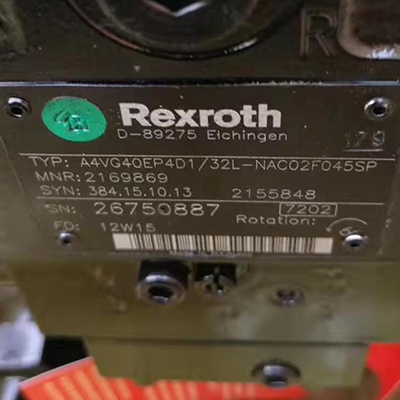 R
Rexroth
D-89275 Elchingen
179
TYP: A4VG40EP4D1/32L-NAC02F045SP
MNR: 2169869
SYN: 384.15.10.13 2155848
SN: 26750887 7202
FD: 12W15 Rotation: